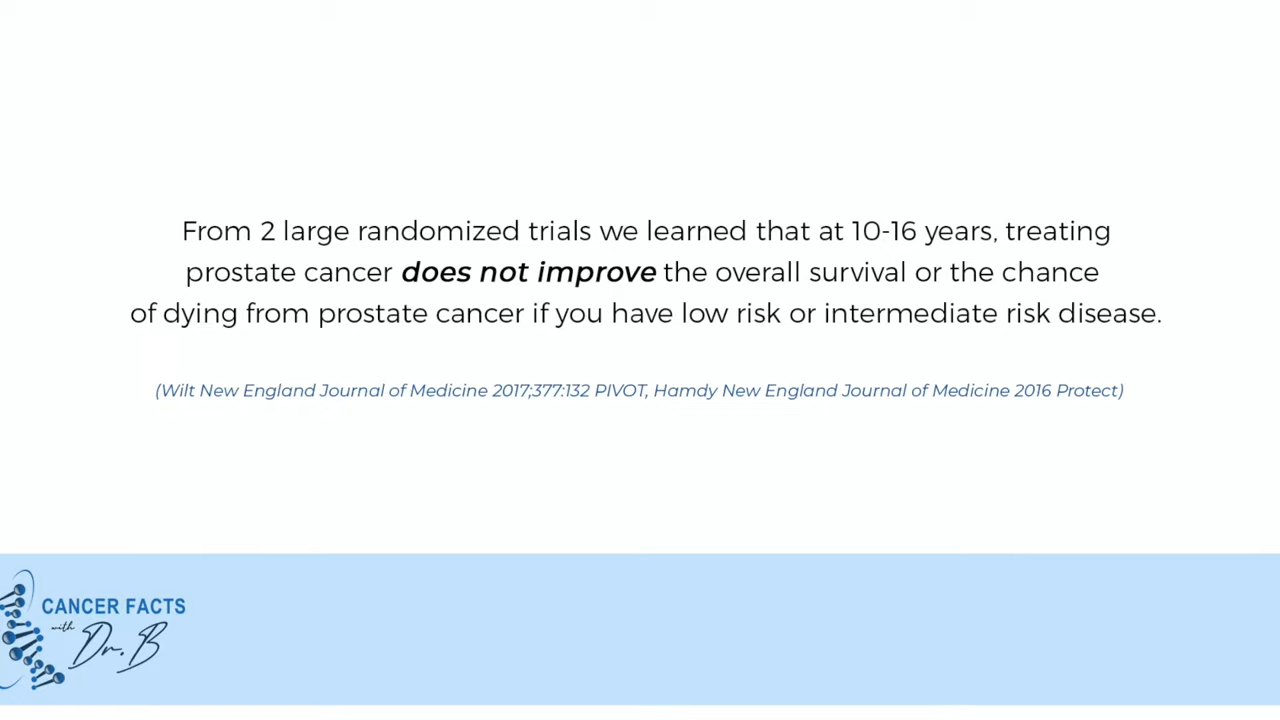 From 2 large randomized trials we learned that at 10-16 years, treating
prostate cancer does not improve the overall survival or the chance
of dying from prostate cancer if you have low risk or intermediate risk disease.
(Wilt New England Journal of Medicine 2017;377:132 PIVOT, Hamdy New England Journal of Medicine 2016 Protect)
CANCER FACTS
with
Dr. B